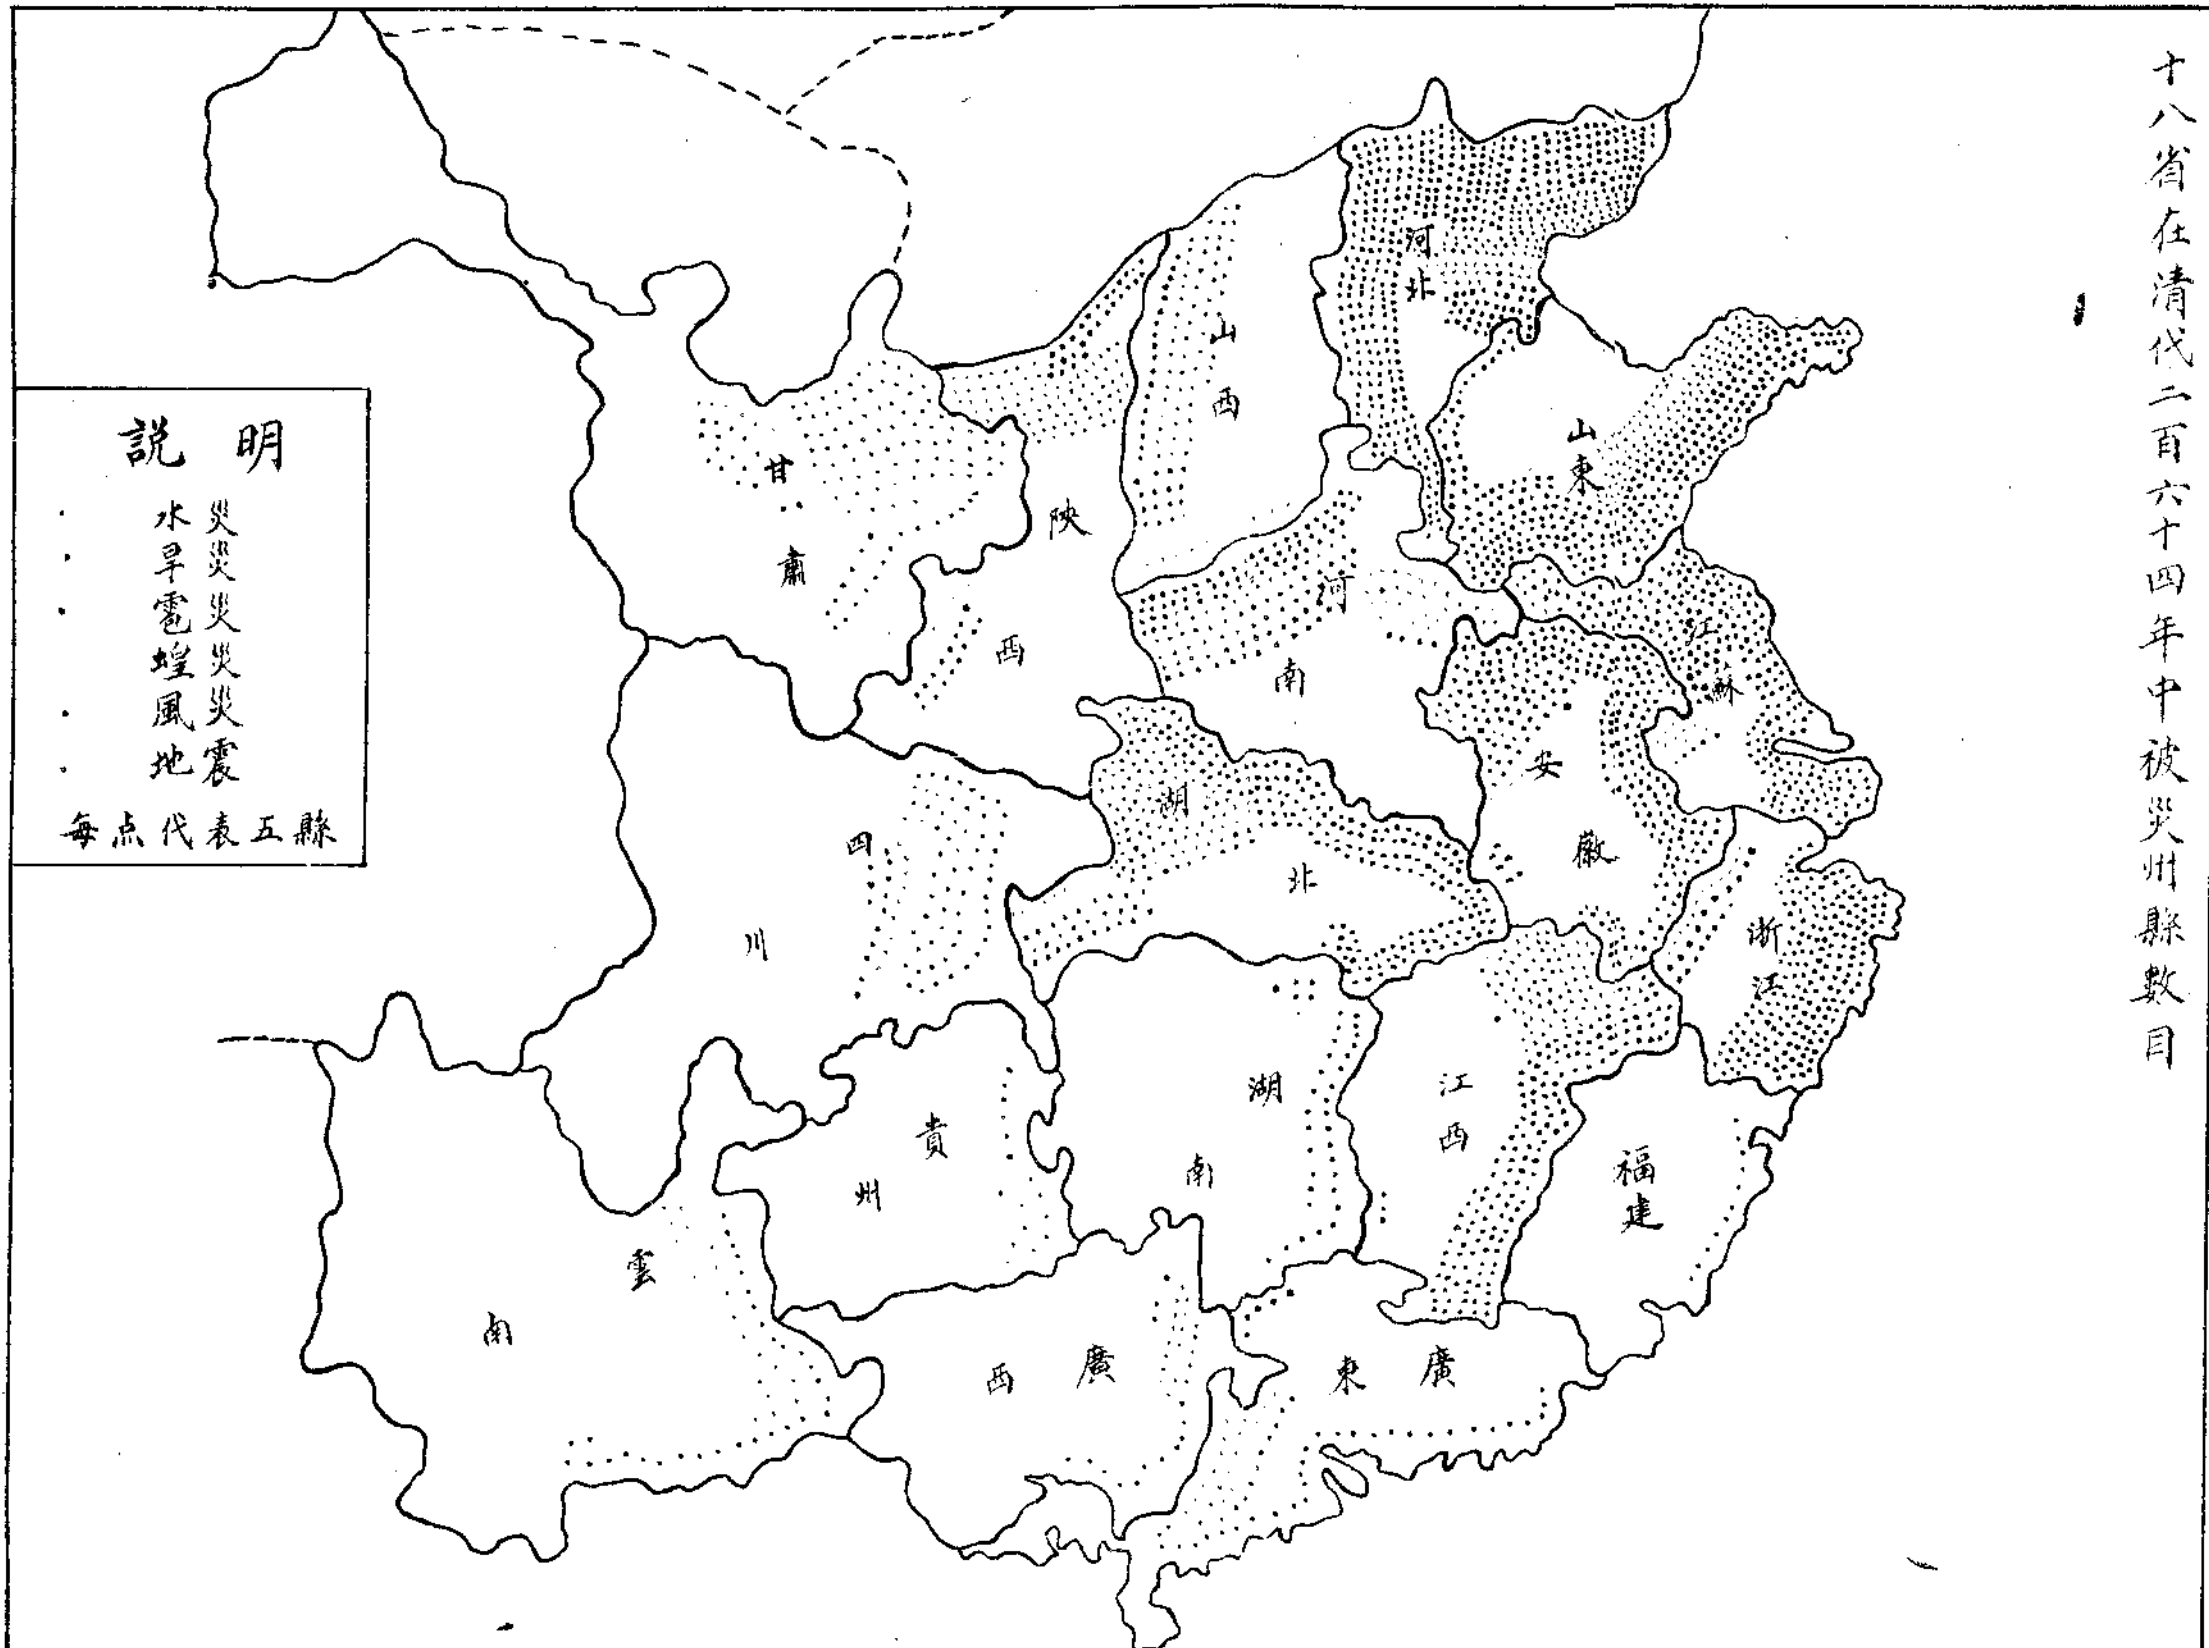 十八省在清代二百六十四年中被災州縣數目
説明
水災
旱災
雹災
蝗災
風災
地震
每点代表五縣
河北
山西
山東
甘肅
陝西
河南
江蘇
安徽
湖北
四川
浙江
湖南
江西
貴州
福建
雲南
廣西
廣東